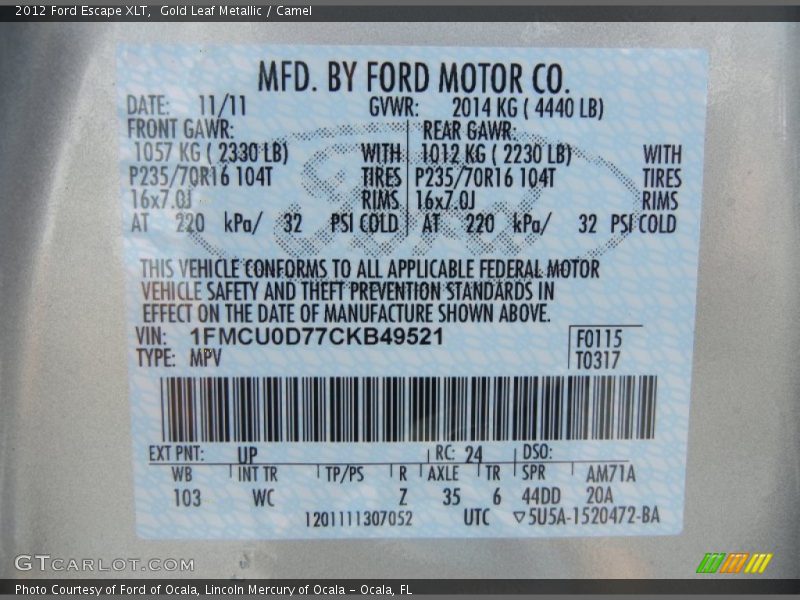 2012 Ford Escape XLT, Gold Leaf Metallic / Camel
MFD. BY FORD MOTOR CO.
DATE: 11/11 GVWR: 2014 KG ( 4440 LB)
FRONT GAWR: REAR GAWR:
1057 KG ( 2330 LB) WITH 1012 KG ( 2230 LB) WITH
P235/70R16 104T TIRES P235/70R16 104T TIRES
16x7.0J RIMS 16x7.0J RIMS
AT 220 kPa/ 32 PSI COLD AT 220 kPa/ 32 PSI COLD
THIS VEHICLE CONFORMS TO ALL APPLICABLE FEDERAL MOTOR
VEHICLE SAFETY AND THEFT PREVENTION STANDARDS IN
EFFECT ON THE DATE OF MANUFACTURE SHOWN ABOVE.
VIN: 1FMCU0D77CKB49521 F0115
TYPE: MPV T0317
EXT PNT: UP RC: 24 DSO:
WB INT TR TP/PS R AXLE TR SPR AM71A
103 WC Z 35 6 44DD 20A
1201111307052 UTC ▽5U5A-1520472-BA
GTCARLOT.COM
Photo Courtesy of Ford of Ocala, Lincoln Mercury of Ocala - Ocala, FL